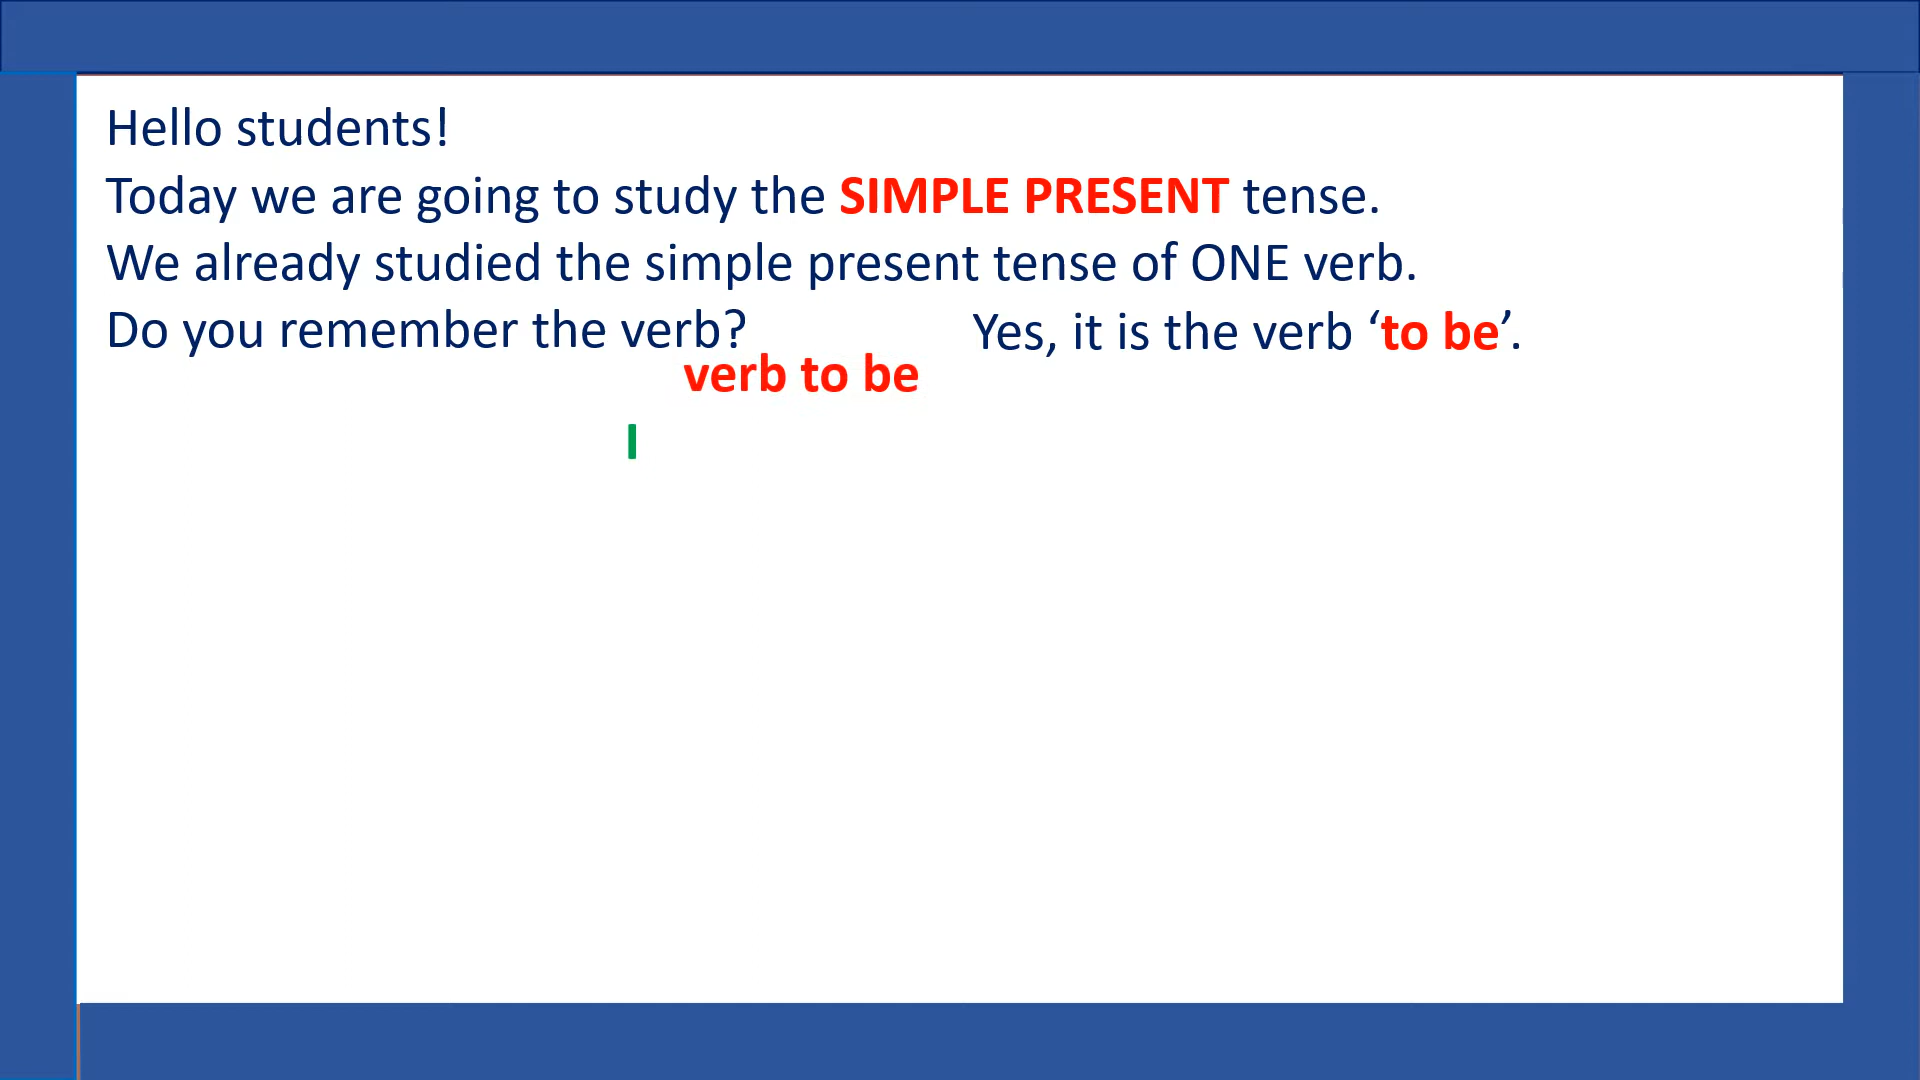 Hello students!
Today we are going to study the SIMPLE PRESENT tense.
We already studied the simple present tense of ONE verb.
Do you remember the verb? Yes, it is the verb ‘to be’.
verb to be
I